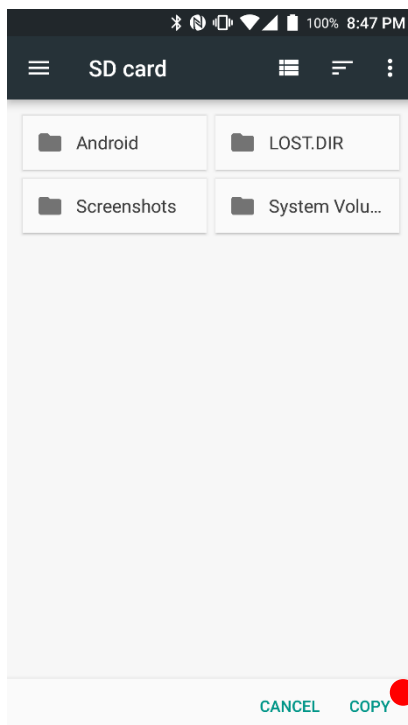 100% 8:47 PM
SD card
Android LOST.DIR
Screenshots System Volu...
CANCEL COPY